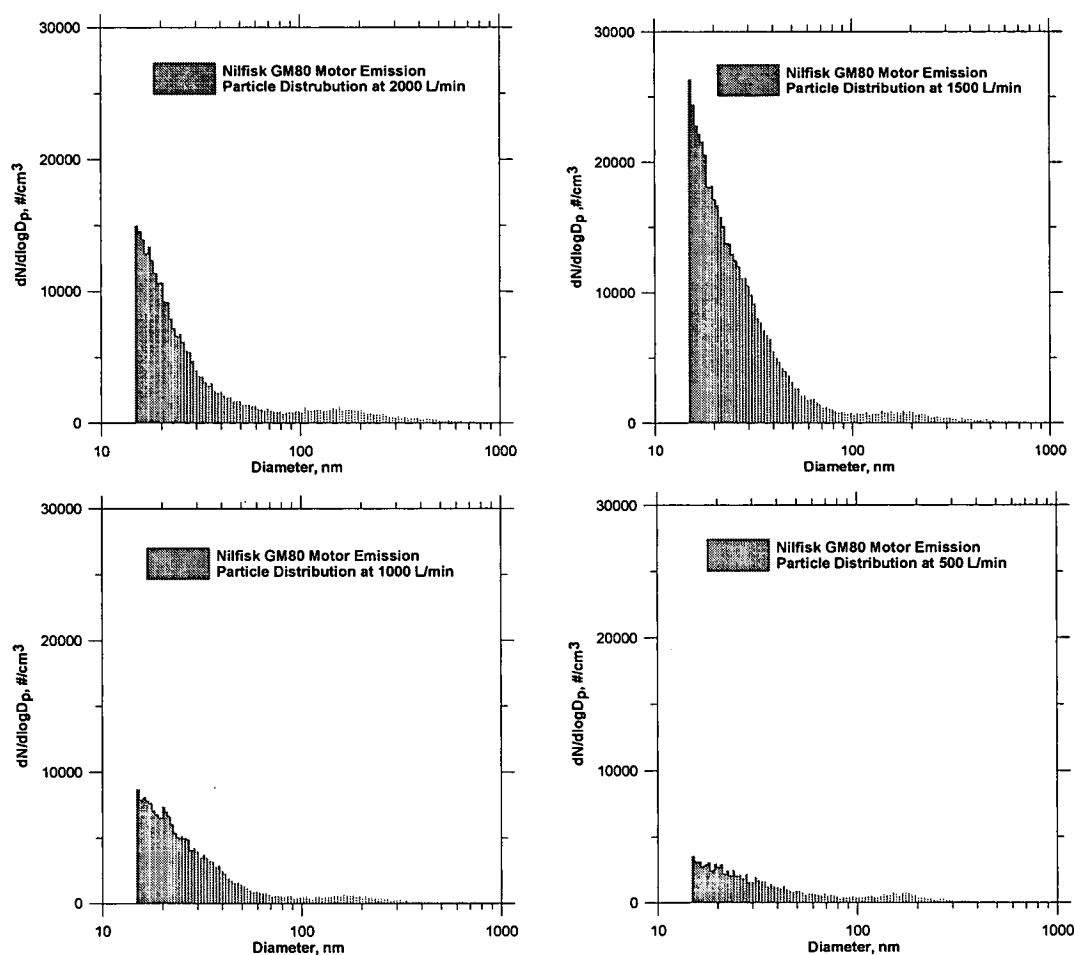 30000
Nilfisk GM80 Motor Emission
Particle Distrubution at 2000 L/min
20000
dN/dlogDp, #/cm3
10000
0
10
100
1000
Diameter, nm
30000
Nilfisk GM80 Motor Emission
Particle Distribution at 1500 L/min
20000
dN/dlogDp ,#/cm3
10000
0
10
100
1000
Diameter, nm
30000
Nilfisk GM80 Motor Emission
Particle Distribution at 1000 L/min
20000
dN/dlogDp, #/cm3
10000
0
10
100
1000
Diameter, nm
30000
Nilfisk GM80 Motor Emission
Particle Distribution at 500 L/min
20000
dN/dlogDp, #/cm3
10000
0
10
100
1000
Diameter, nm